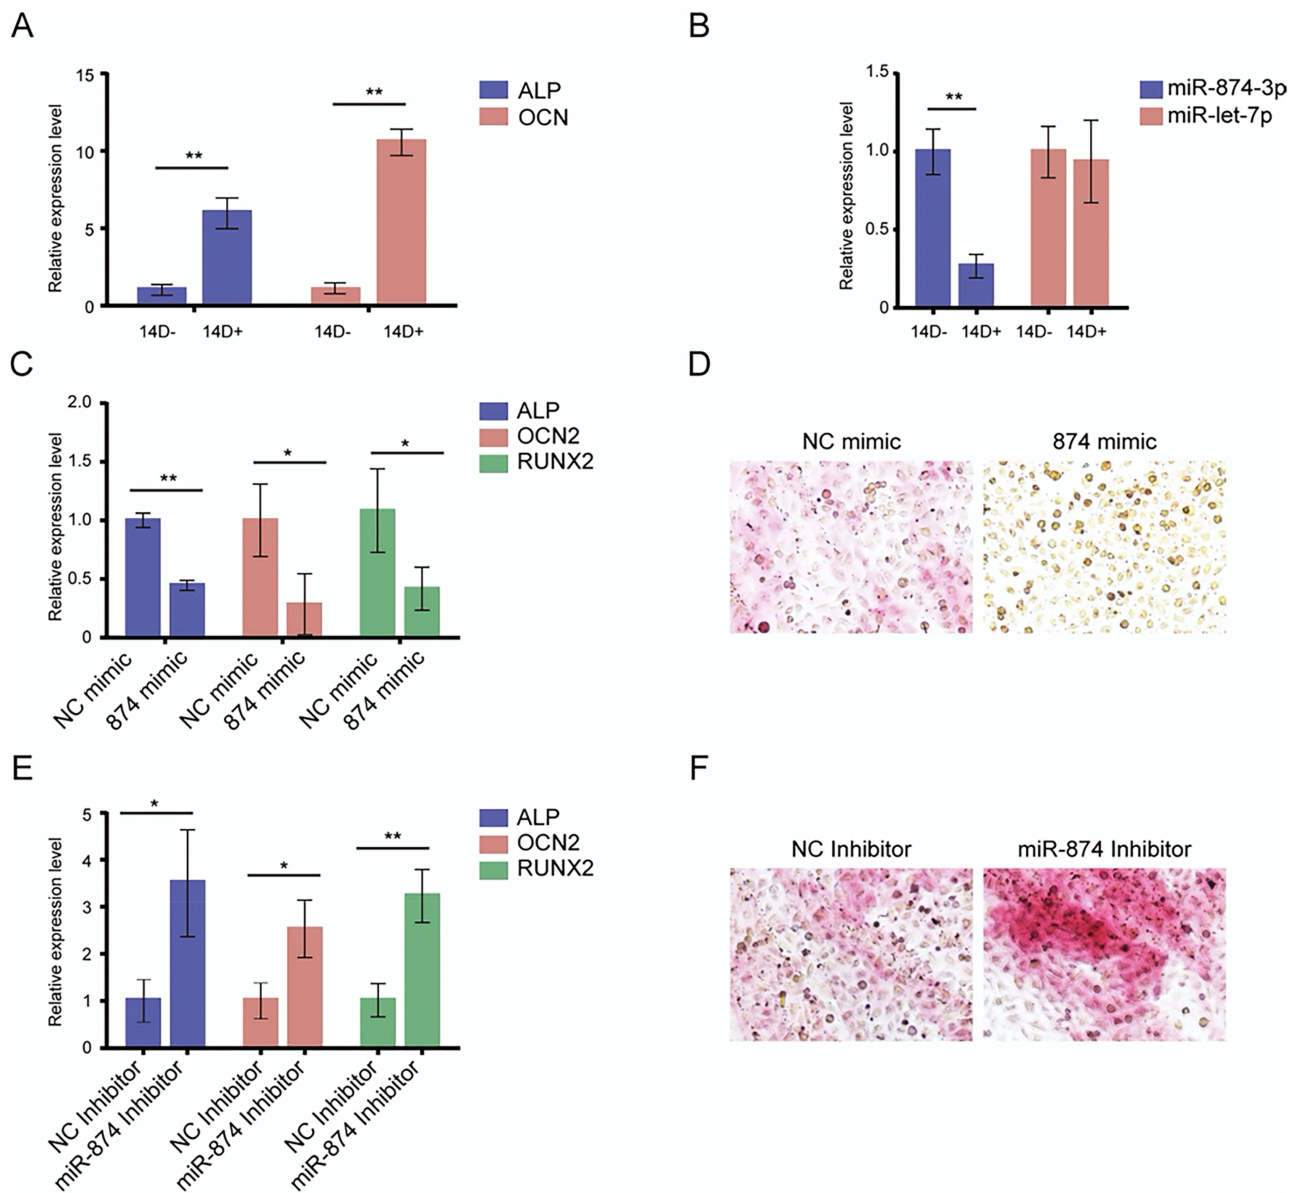 A
Relative expression level
15
10
5
0
**
**
14D-
14D+
14D-
14D+
ALP
OCN
B
Relative expression level
1.5
1.0
0.5
0
**
14D-
14D+
14D-
14D+
miR-874-3p
miR-let-7p
C
Relative expression level
2.0
1.5
1.0
0.5
0
**
*
*
NC mimic
874 mimic
NC mimic
874 mimic
NC mimic
874 mimic
ALP
OCN2
RUNX2
D
NC mimic
874 mimic
E
Relative expression level
5
4
3
2
1
0
*
*
**
NC Inhibitor
miR-874 Inhibitor
NC Inhibitor
miR-874 Inhibitor
NC Inhibitor
miR-874 Inhibitor
ALP
OCN2
RUNX2
F
NC Inhibitor
miR-874 Inhibitor